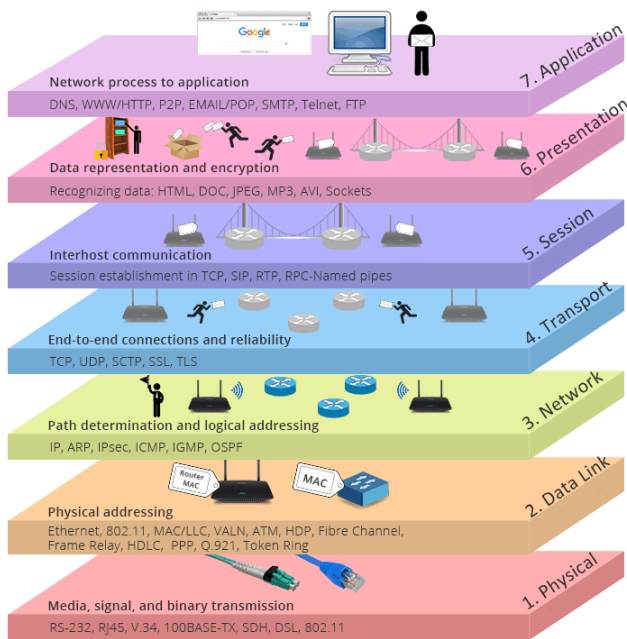 Google
7. Application
Network process to application
DNS, WWW/HTTP, P2P, EMAIL/POP, SMTP, Telnet, FTP
6. Presentation
Data representation and encryption
Recognizing data: HTML, DOC, JPEG, MP3, AVI, Sockets
5. Session
Interhost communication
Session establishment in TCP, SIP, RTP, RPC-Named pipes
4. Transport
End-to-end connections and reliability
TCP, UDP, SCTP, SSL, TLS
3. Network
Path determination and logical addressing
IP, ARP, IPsec, ICMP, IGMP, OSPF
Router
MAC
MAC
2. Data Link
Physical addressing
Ethernet, 802.11, MAC/LLC, VALN, ATM, HDP, Fibre Channel,
Frame Relay, HDLC, PPP, Q.921, Token Ring
1. Physical
Media, signal, and binary transmission
RS-232, RJ45, V.34, 100BASE-TX, SDH, DSL, 802.11